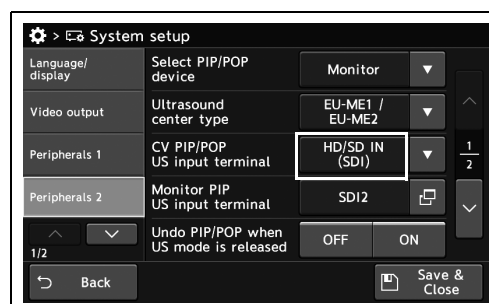 > System setup
Language/
display
Select PIP/POP
device
Monitor
Video output
Ultrasound
center type
EU-ME1 /
EU-ME2
Peripherals 1
CV PIP/POP
US input terminal
HD/SD IN
(SDI)
1
2
Peripherals 2
Monitor PIP
US input terminal
SDI2
1/2
Undo PIP/POP when
US mode is released
OFF
ON
Back
Save &
Close